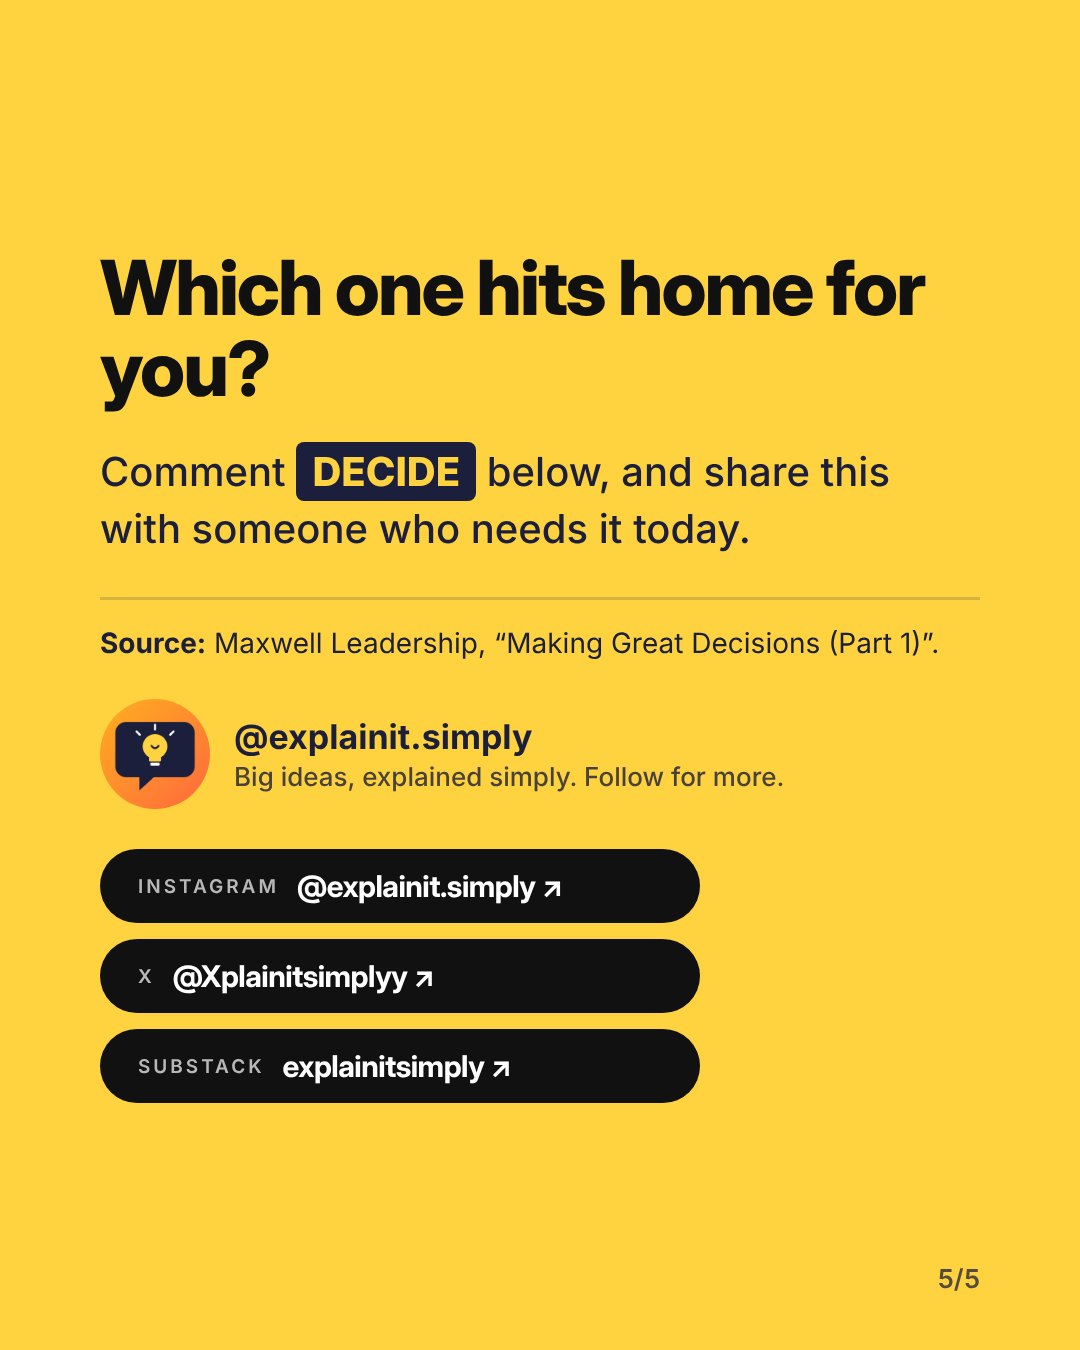 Which one hits home for
you?
Comment DECIDE below, and share this
with someone who needs it today.
Source: Maxwell Leadership, “Making Great Decisions (Part 1)”.
@explainit.simply
Big ideas, explained simply. Follow for more.
INSTAGRAM @explainit.simply ↗
X @Xplainitsimplyy ↗
SUBSTACK explainitsimply ↗
5/5